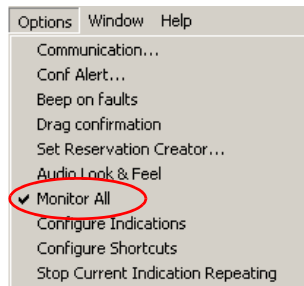 Options Window Help
Communication...
Conf Alert...
Beep on faults
Drag confirmation
Set Reservation Creator...
Audio Look & Feel
Monitor All
Configure Indications
Configure Shortcuts
Stop Current Indication Repeating